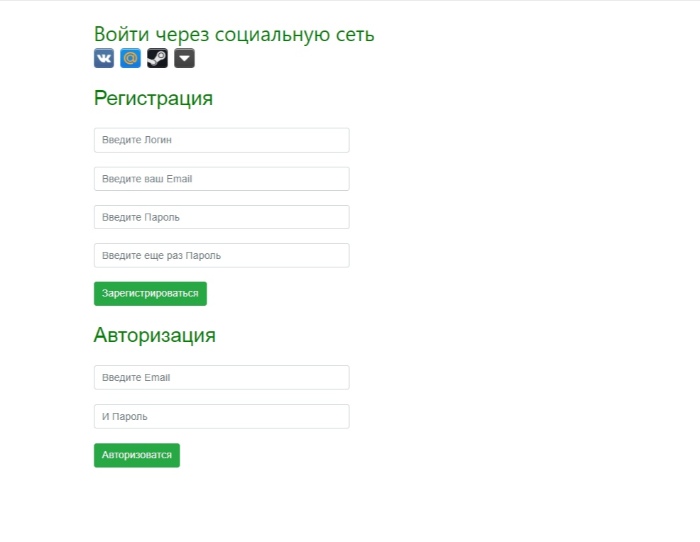 Войти через социальную сеть
Регистрация
Введите Логин
Введите ваш Email
Введите Пароль
Введите еще раз Пароль
Зарегистрироваться
Авторизация
Введите Email
И Пароль
Авторизоватся